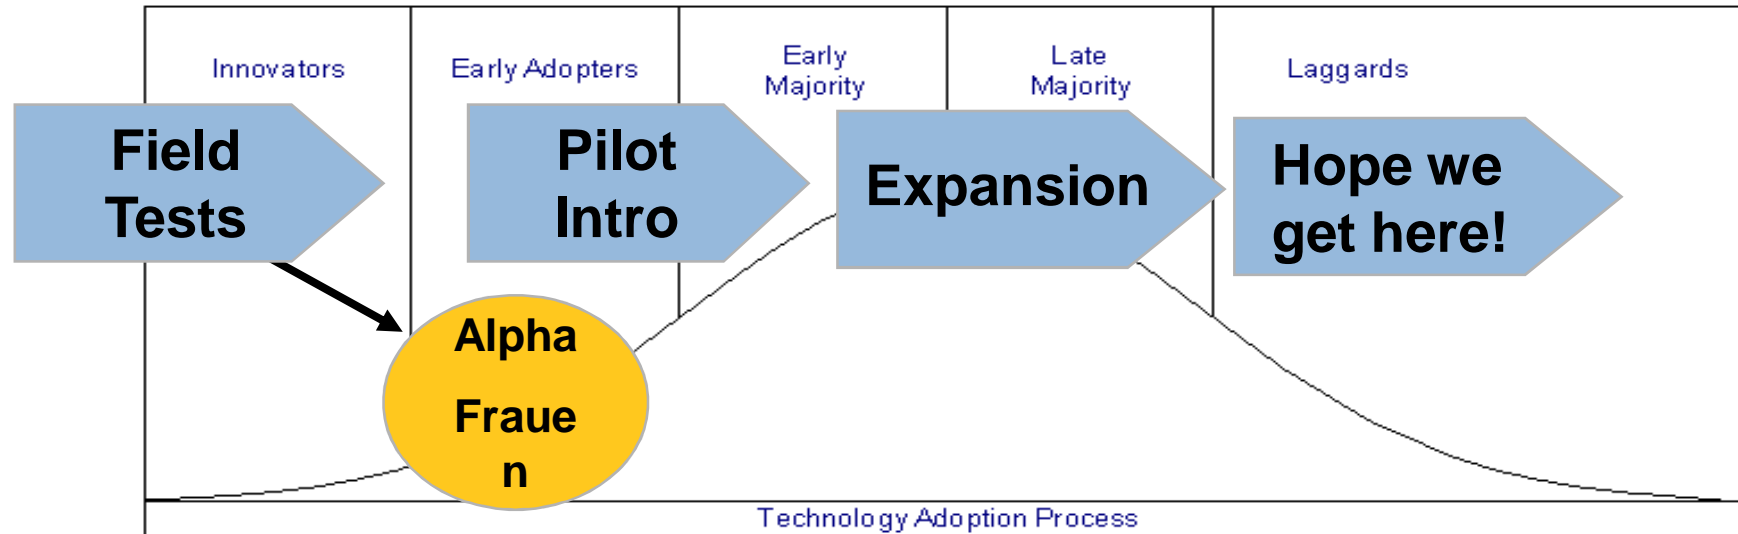 Innovators
Early Adopters
Early
Majority
Late
Majority
Laggards
Field
Tests
Pilot
Intro
Expansion
Hope we
get here!
Alpha
Fraue
n
Technology Adoption Process